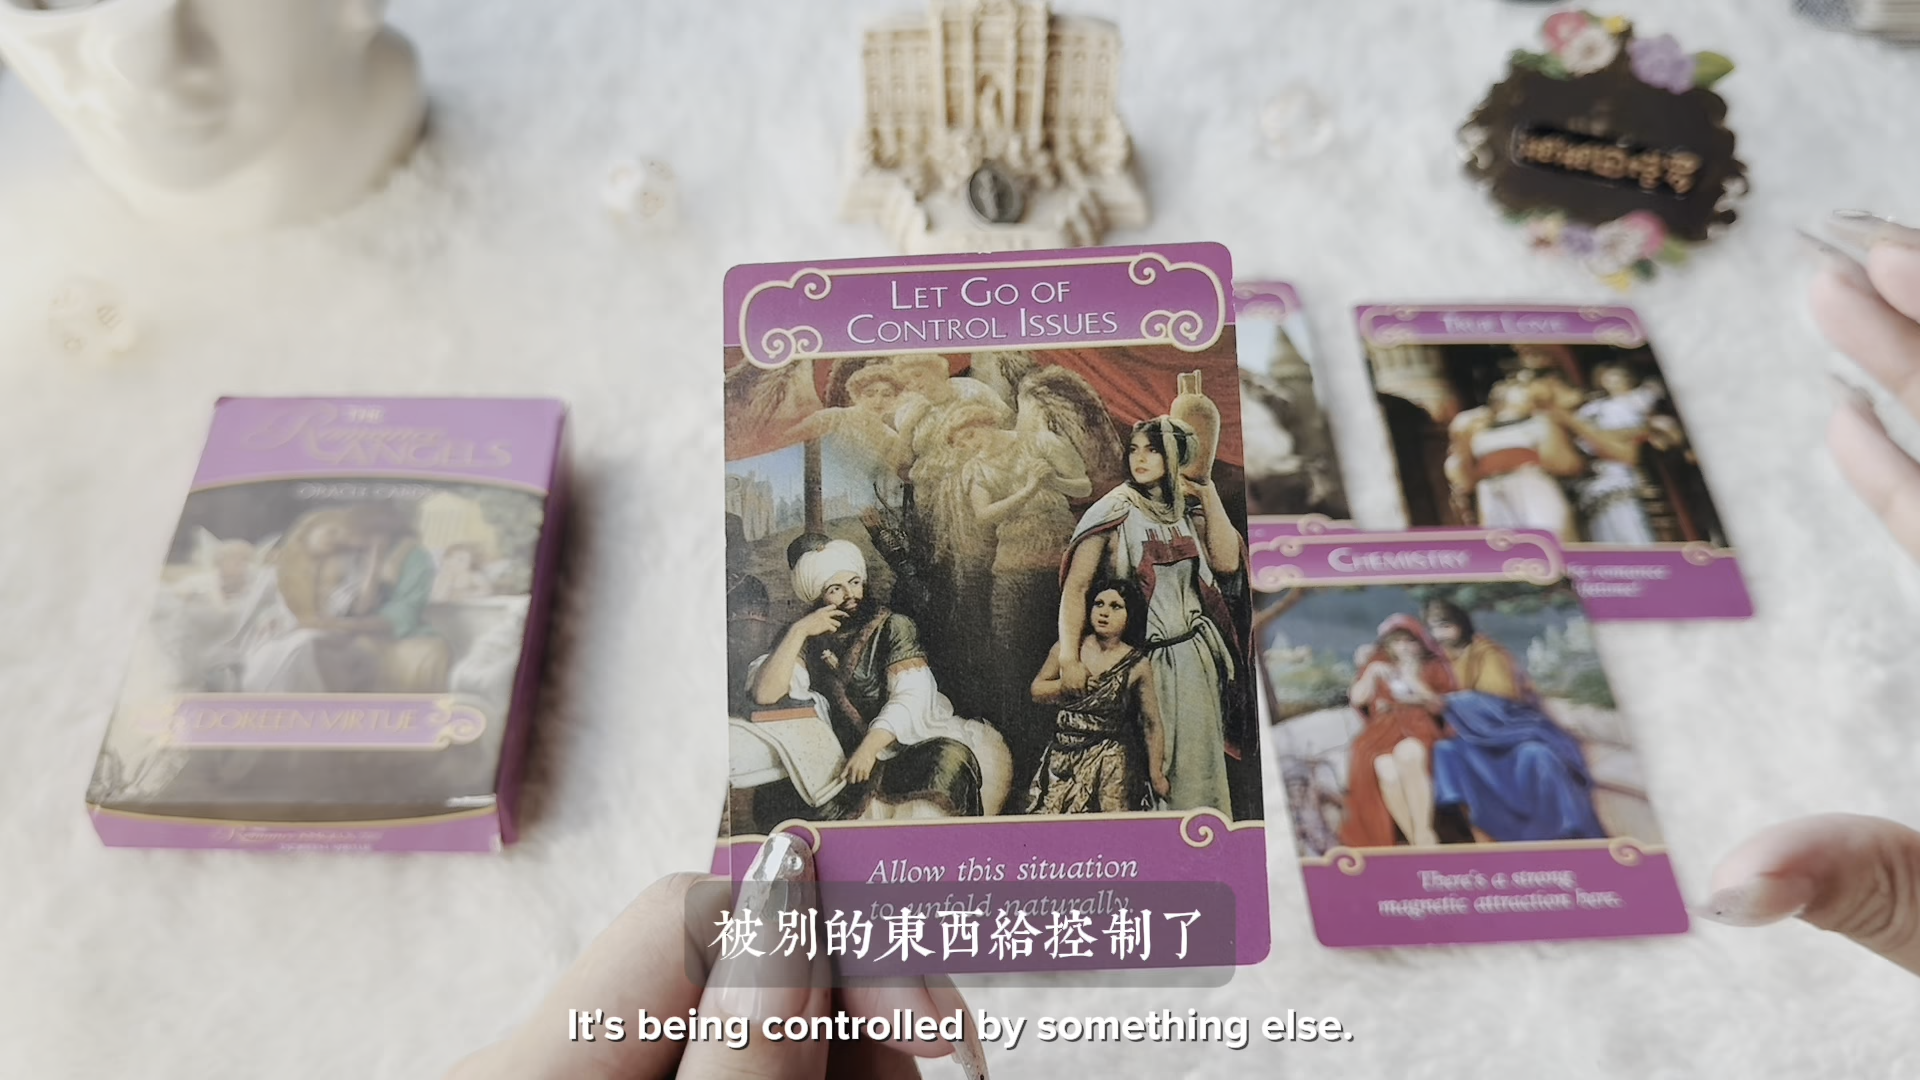 LET GO OF
CONTROL ISSUES
Allow this situation
to unfold naturally.
THE
Romance
ANGELS
ORACLE CARDS
DOREEN VIRTUE
TRUE LOVE
CHEMISTRY
There's a strong
magnetic attraction here.
被別的東西給控制了
It's being controlled by something else.